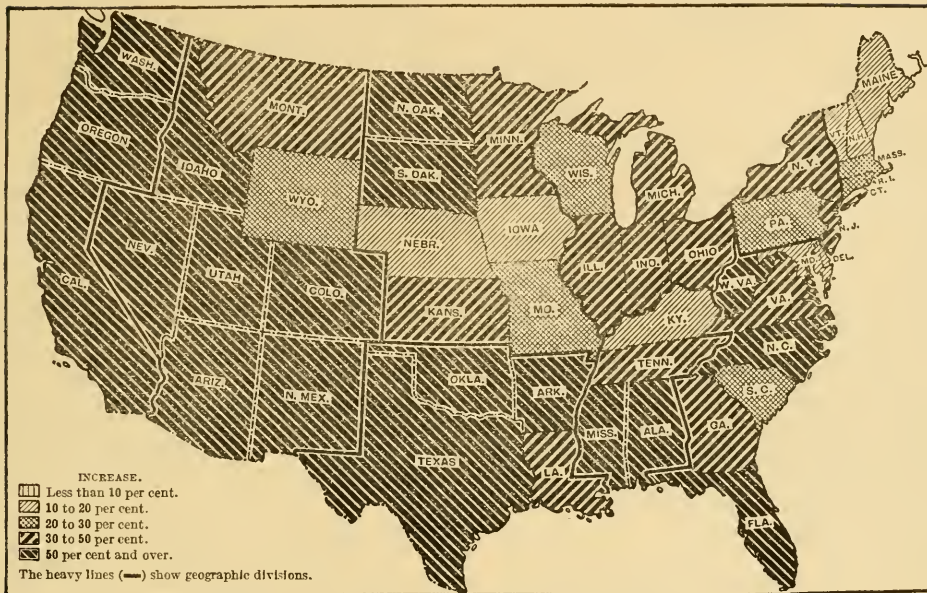 WASH.
MONT.
N. OAK.
MINN.
MAINE
VT.
N.H.
OREGON
IDAHO
S. OAK.
WIS.
MICH.
N.Y.
MASS.
R.I.
CT.
WYO.
NEBR.
IOWA
PA.
N.J.
NEV.
UTAH
COLO.
ILL.
IND.
OHIO
MD.
DEL.
W. VA.
VA.
CAL.
KANS.
MO.
KY.
N.C.
TENN.
ARIZ.
N. MEX.
OKLA.
ARK.
S.C.
MISS.
ALA.
GA.
TEXAS
LA.
FLA.
INCREASE.
Less than 10 per cent.
10 to 20 per cent.
20 to 30 per cent.
30 to 50 per cent.
50 per cent and over.
The heavy lines (━) show geographic divisions.